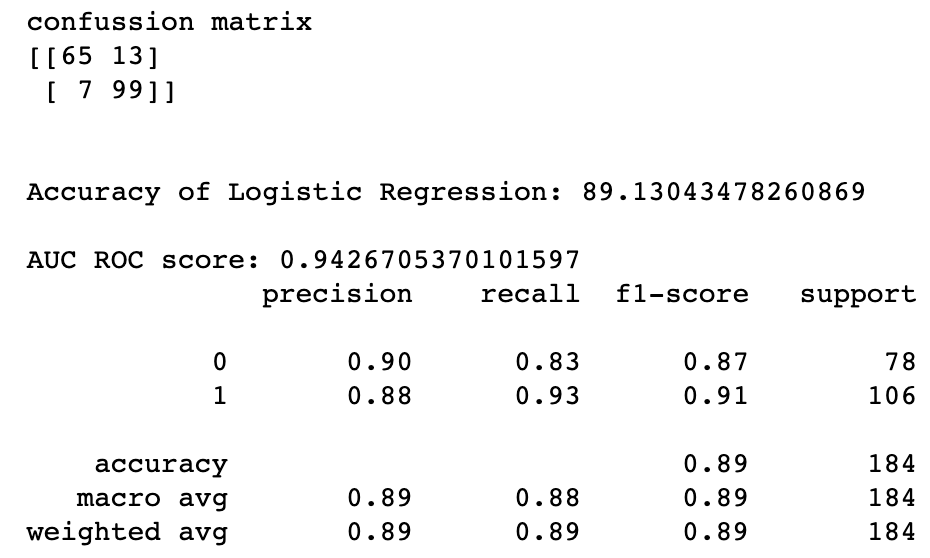 confussion matrix
[[65 13]
 [ 7 99]]
Accuracy of Logistic Regression: 89.13043478260869
AUC ROC score: 0.9426705370101597
              precision    recall  f1-score   support
           0       0.90      0.83      0.87        78
           1       0.88      0.93      0.91       106
    accuracy                           0.89       184
   macro avg       0.89      0.88      0.89       184
weighted avg       0.89      0.89      0.89       184